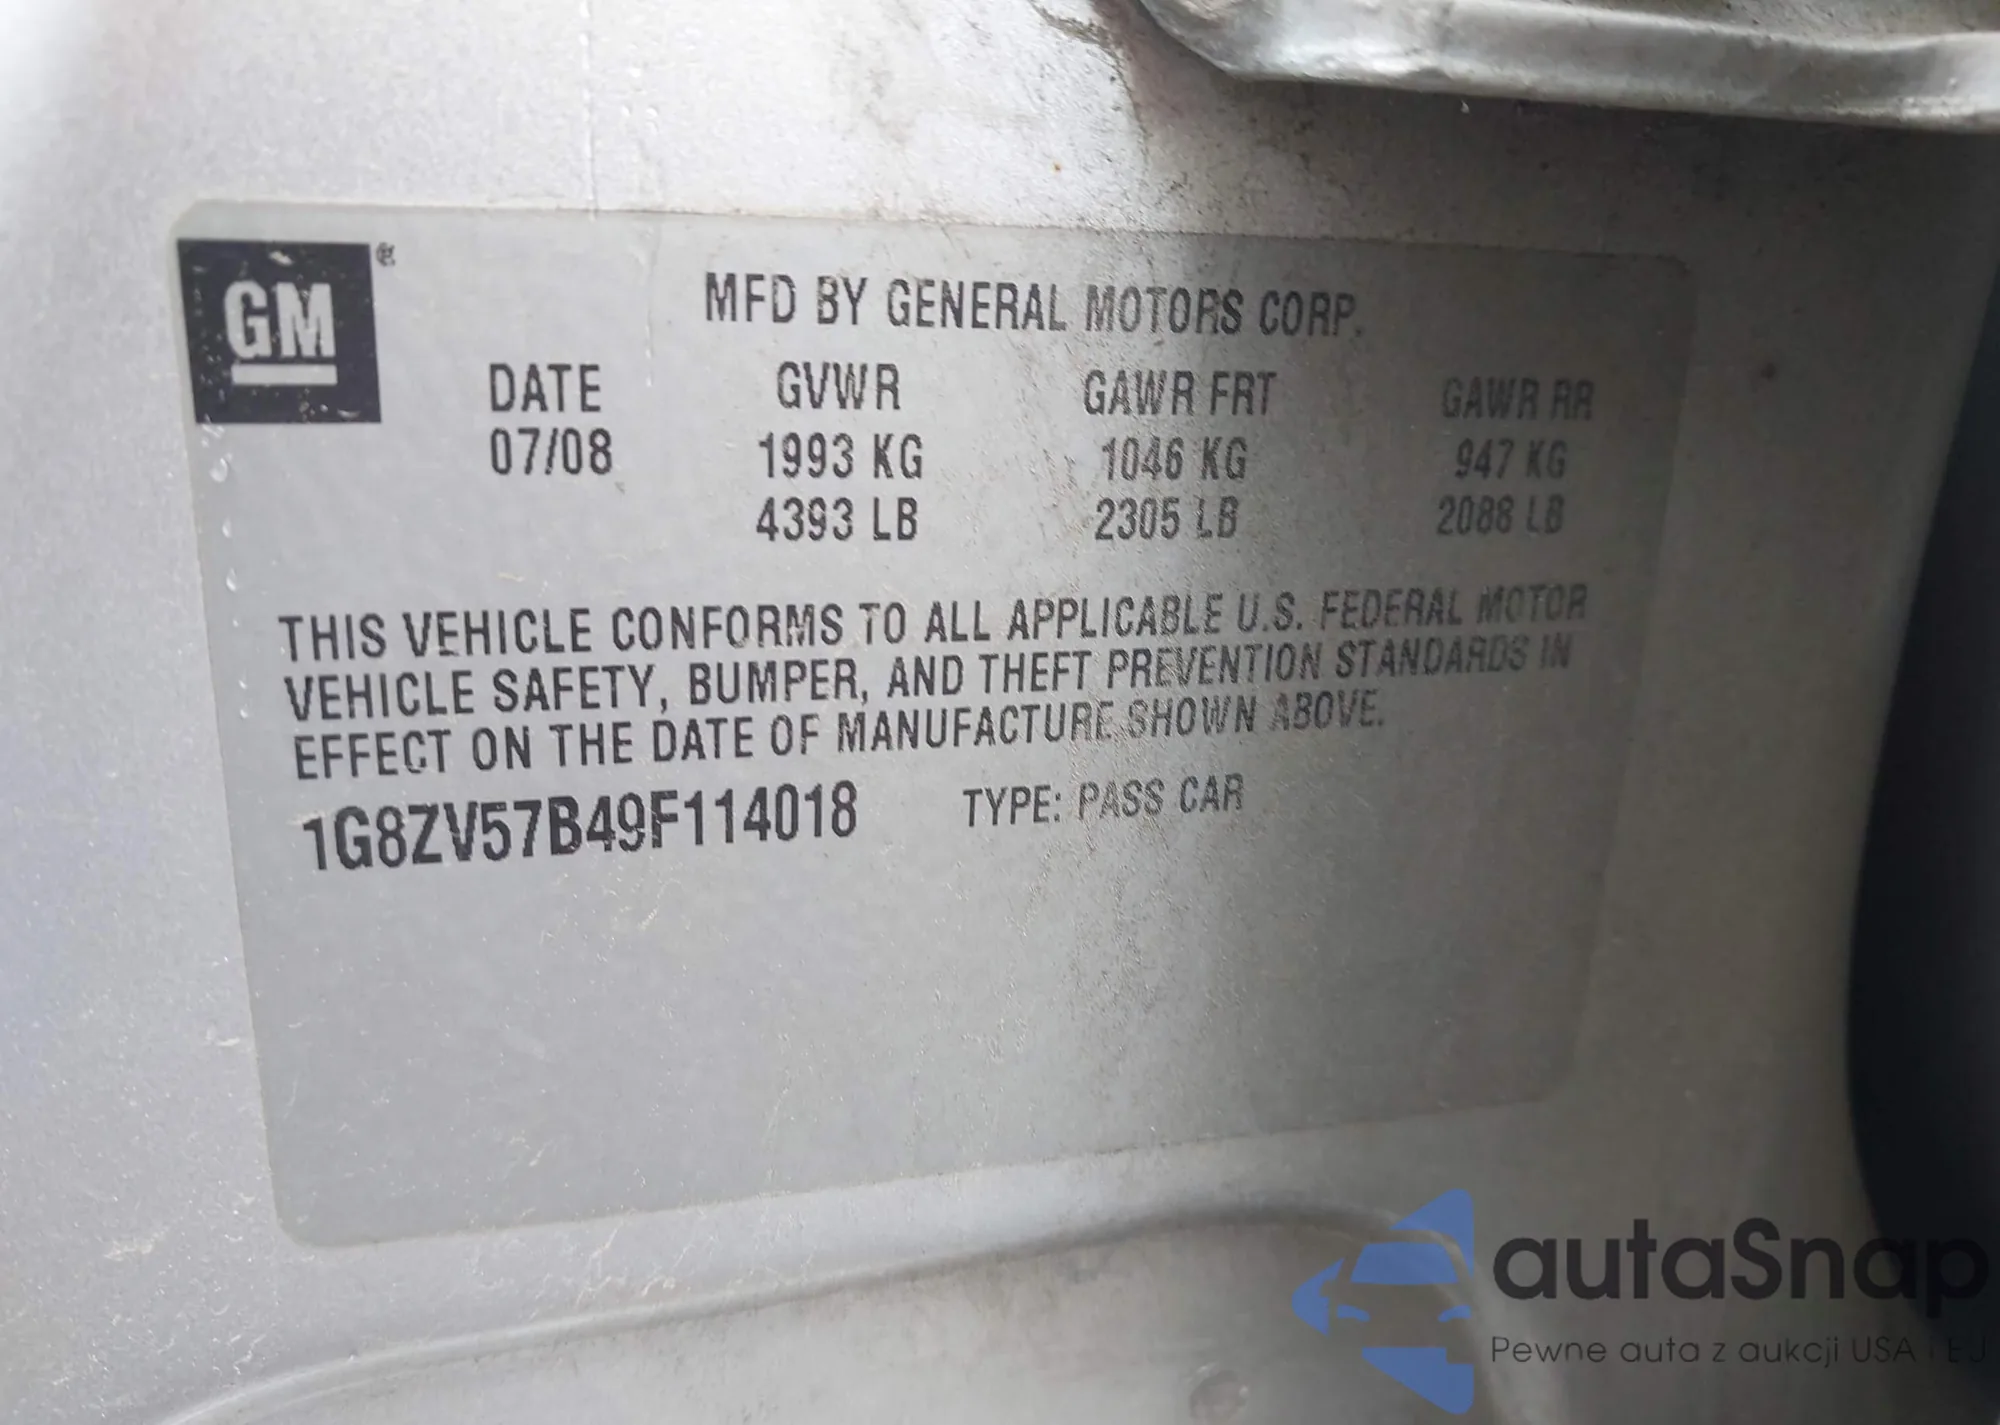 GM
MFD BY GENERAL MOTORS CORP.
DATE GVWR GAWR FRT GAWR RR
07/08 1993 KG 1046 KG 947 KG
4393 LB 2305 LB 2088 LB
THIS VEHICLE CONFORMS TO ALL APPLICABLE U.S. FEDERAL MOTOR
VEHICLE SAFETY, BUMPER, AND THEFT PREVENTION STANDARDS IN
EFFECT ON THE DATE OF MANUFACTURE SHOWN ABOVE.
1G8ZV57B49F114018 TYPE: PASS CAR
autaSnap
Pewne auta z aukcji USA i EU